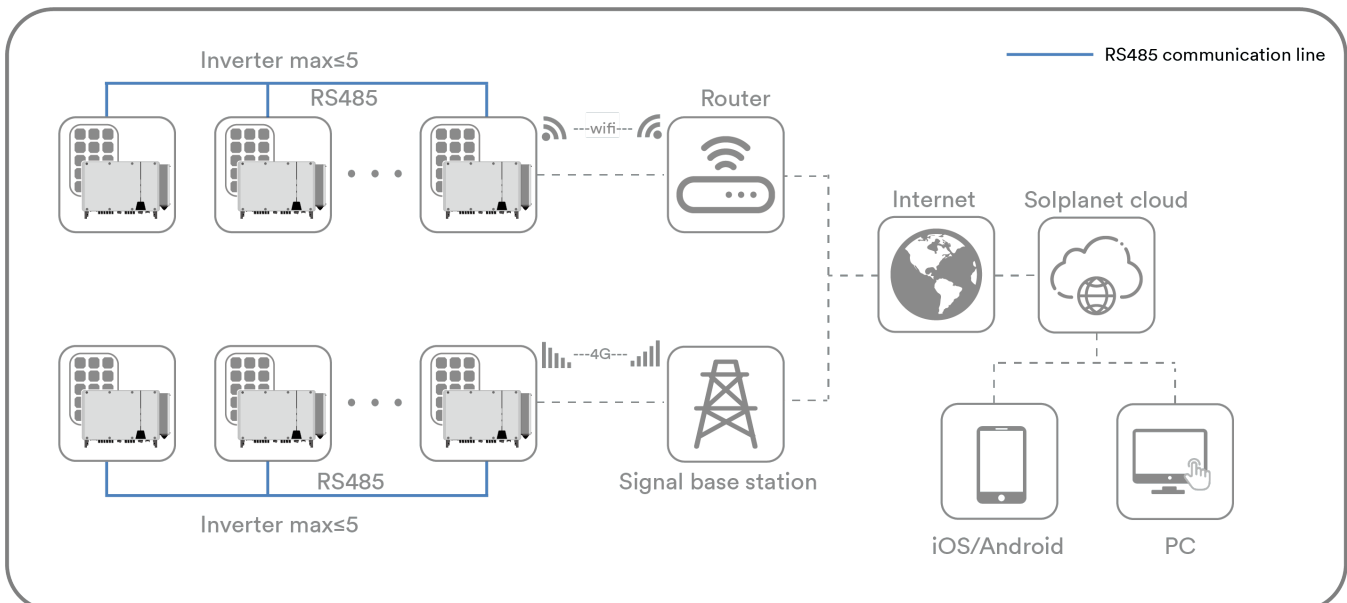 Inverter max≤5
RS485 communication line
RS485
Router
---wifi---
Internet
Solplanet cloud
---4G---
RS485
Signal base station
Inverter max≤5
iOS/Android
PC